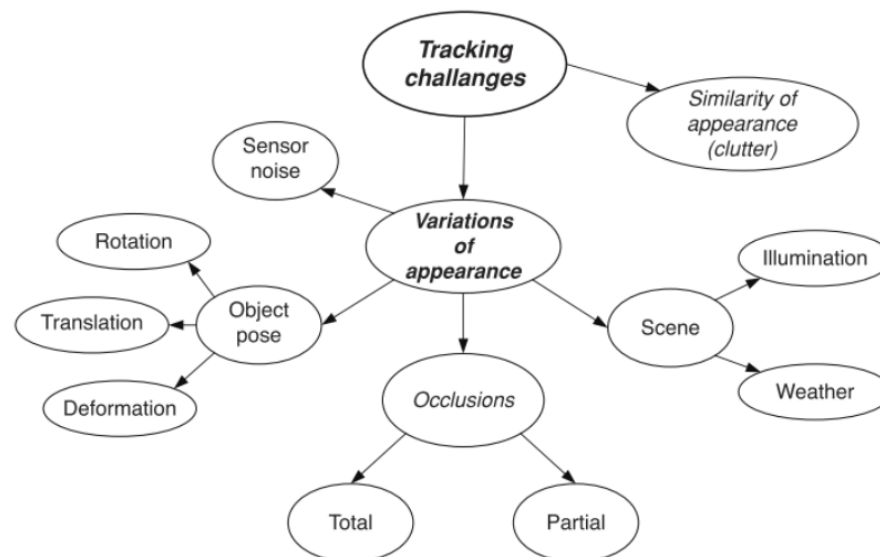 Tracking
challanges
Similarity of
appearance
(clutter)
Sensor
noise
Variations
of
appearance
Rotation
Illumination
Object
pose
Translation
Scene
Deformation
Occlusions
Weather
Total
Partial